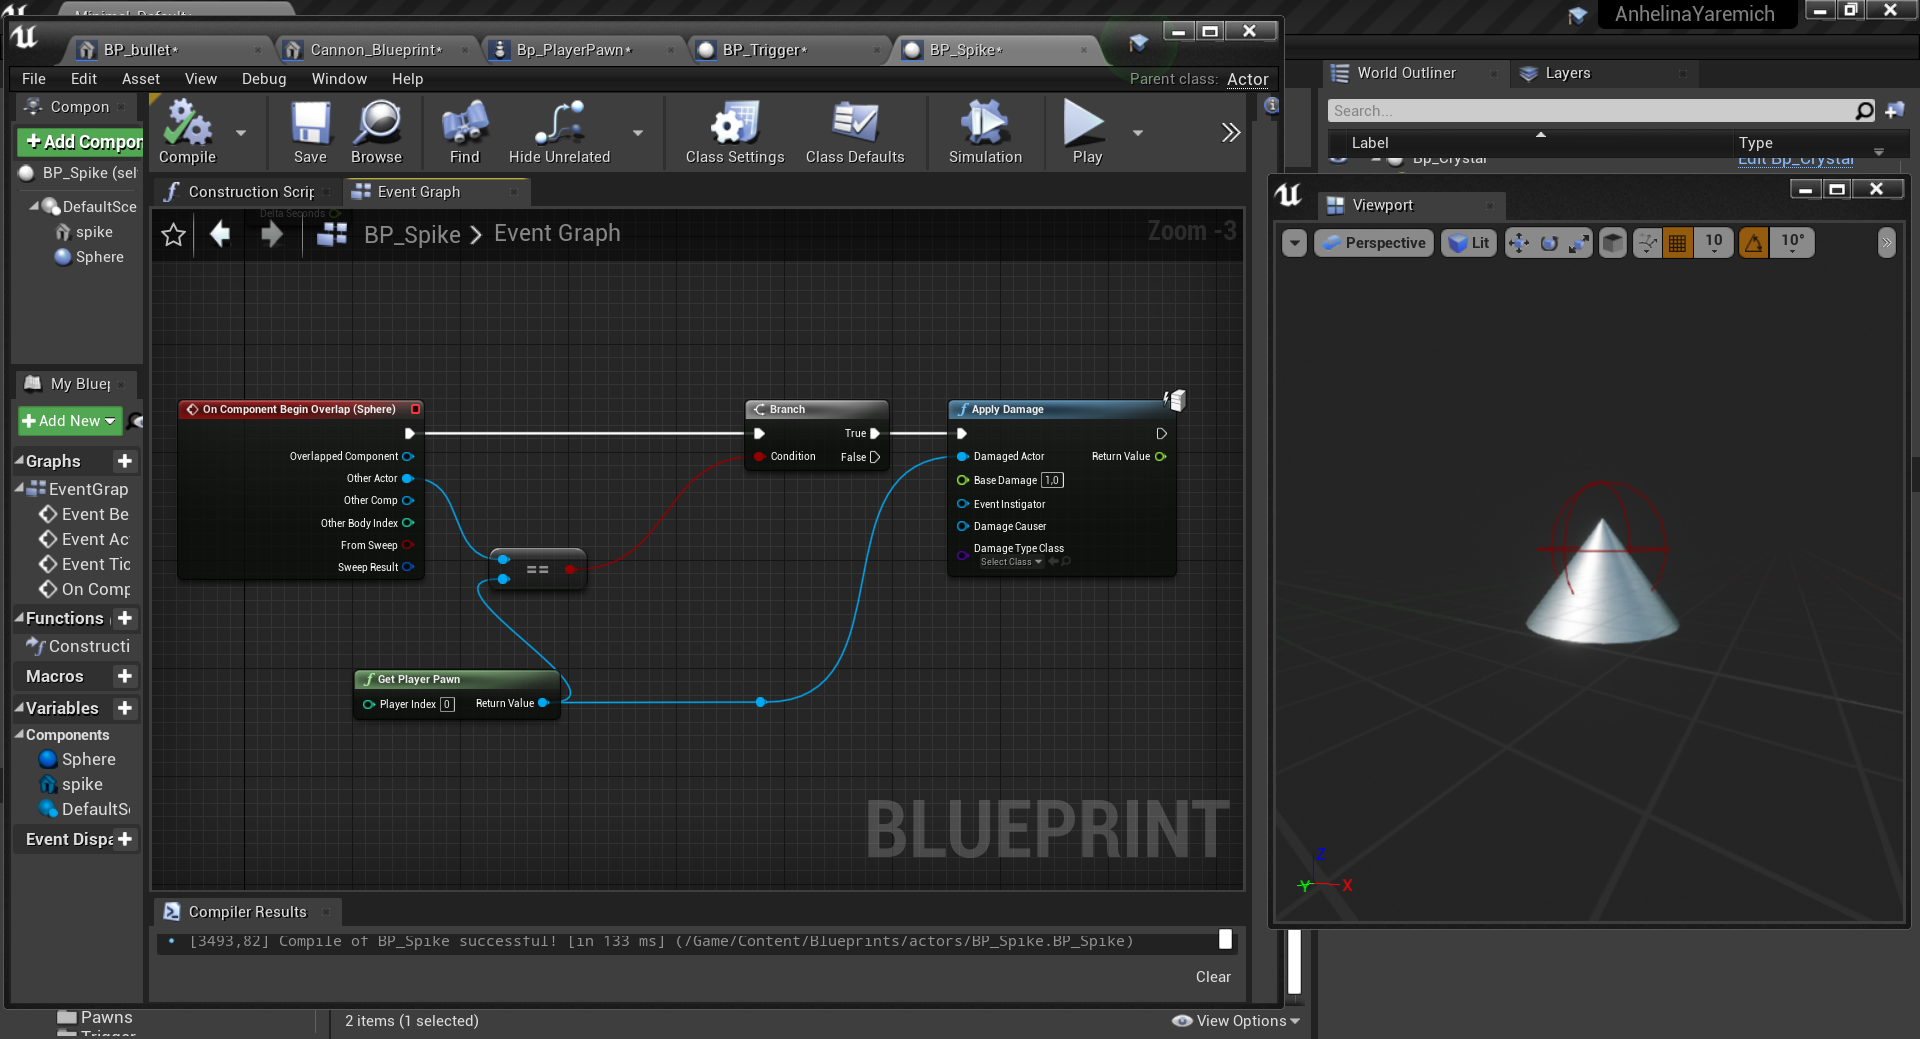 Minimal_Default
AnhelinaYaremich
BP_bullet*
Cannon_Blueprint*
Bp_PlayerPawn*
BP_Trigger*
BP_Spike*
File Edit Asset View Debug Window Help
Parent class: Actor
Compon
Add Compor
BP_Spike (sel
DefaultSce
spike
Sphere
Compile
Save
Browse
Find
Hide Unrelated
Class Settings
Class Defaults
Simulation
Play
Construction Scrip
Event Graph
Delta Seconds
BP_Spike > Event Graph
Zoom -3
My Bluep
Add New
Graphs
EventGrap
Event Be
Event Ac
Event Tic
On Comp
Functions
Constructi
Macros
Variables
Components
Sphere
spike
DefaultSc
Event Dispa
On Component Begin Overlap (Sphere)
Overlapped Component
Other Actor
Other Comp
Other Body Index
From Sweep
Sweep Result
==
Get Player Pawn
Player Index 0
Return Value
Branch
True
Condition
False
f Apply Damage
Damaged Actor
Return Value
Base Damage 1,0
Event Instigator
Damage Causer
Damage Type Class
Select Class
BLUEPRINT
Compiler Results
[3493,82] Compile of BP_Spike successful! [in 133 ms] (/Game/Content/Blueprints/actors/BP_Spike.BP_Spike)
Clear
Pawns
Trigger
2 items (1 selected)
View Options
World Outliner
Layers
Search...
Label
Type
Bp_Crystal
Edit Bp_Crystal
Viewport
Perspective
Lit
10
10°
Z
Y
X